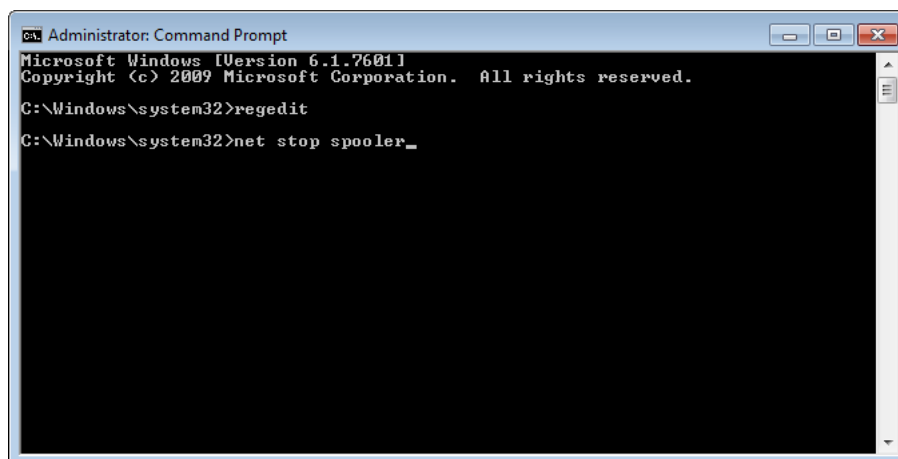 Administrator: Command Prompt
Microsoft Windows [Version 6.1.7601]
Copyright (c) 2009 Microsoft Corporation.  All rights reserved.
C:\Windows\system32>regedit
C:\Windows\system32>net stop spooler_